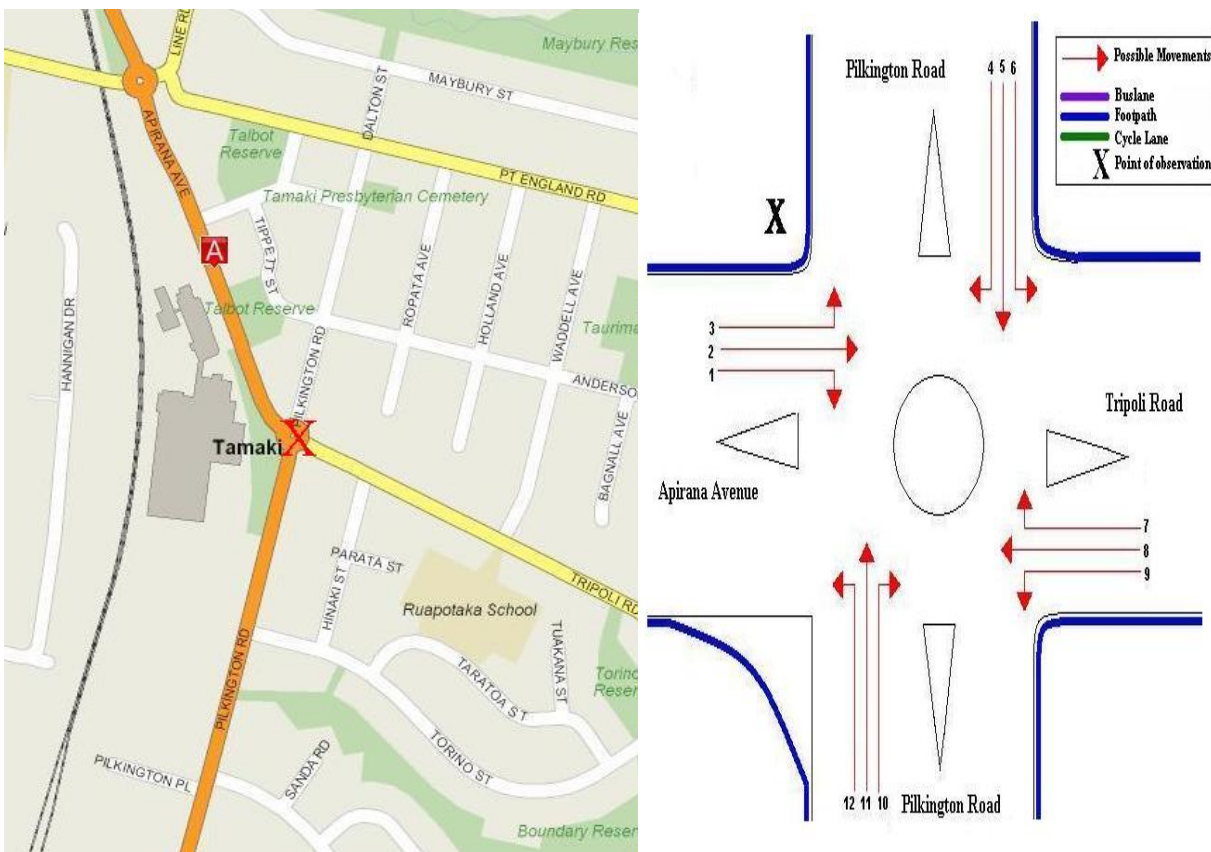 LINE RD
Maybury Res
MAYBURY ST
DALTON ST
APIRANA AVE
Talbot
Reserve
PT ENGLAND RD
Tamaki Presbyterian Cemetery
TIPPETT ST
A
HANNIGAN DR
Talbot Reserve
ROPATA AVE
HOLLAND AVE
WADDELL AVE
Taurima
PILKINGTON RD
ANDERSO
BAGNALL AVE
Tamaki
X
PARATA ST
TRIPOLI RD
HINAKI ST
Ruapotaka School
TUAKANA ST
TARATOA ST
Torino
Reser
PILKINGTON RD
TORINO ST
PILKINGTON PL
SANDA RD
Boundary Reser
Pilkington Road
4 5 6
Possible Movements
Buslane
Footpath
Cycle Lane
X Point of observation
X
3
2
1
Tripoli Road
Apirana Avenue
7
8
9
12 11 10
Pilkington Road